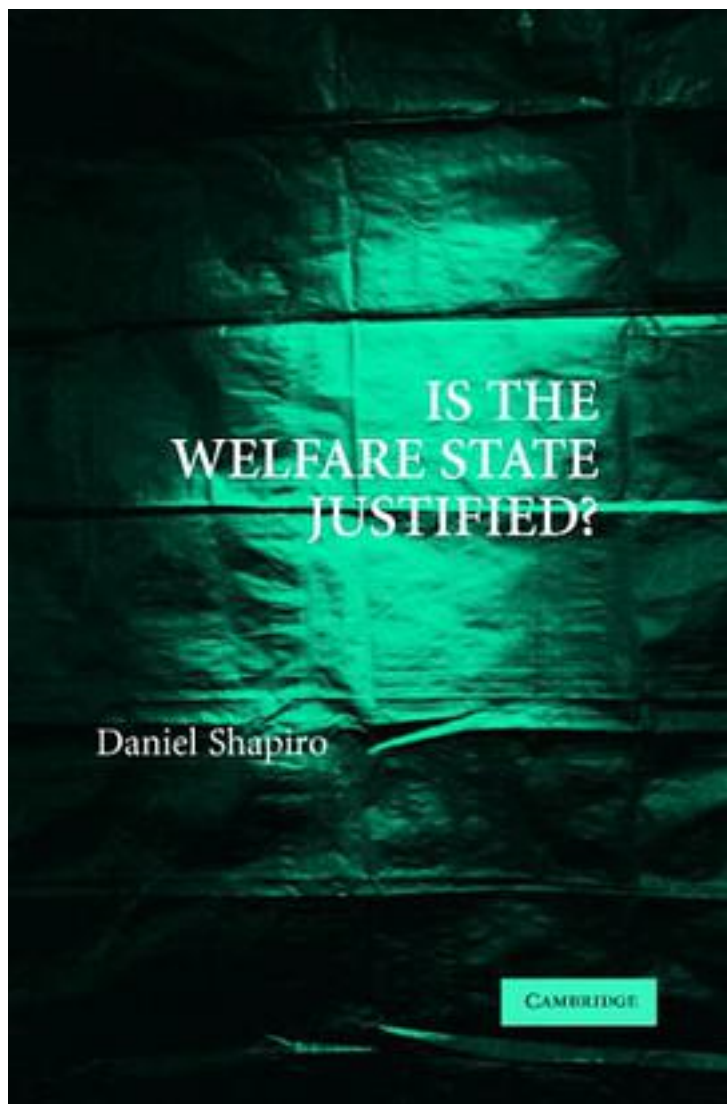 IS THE
WELFARE STATE
JUSTIFIED?
Daniel Shapiro
CAMBRIDGE